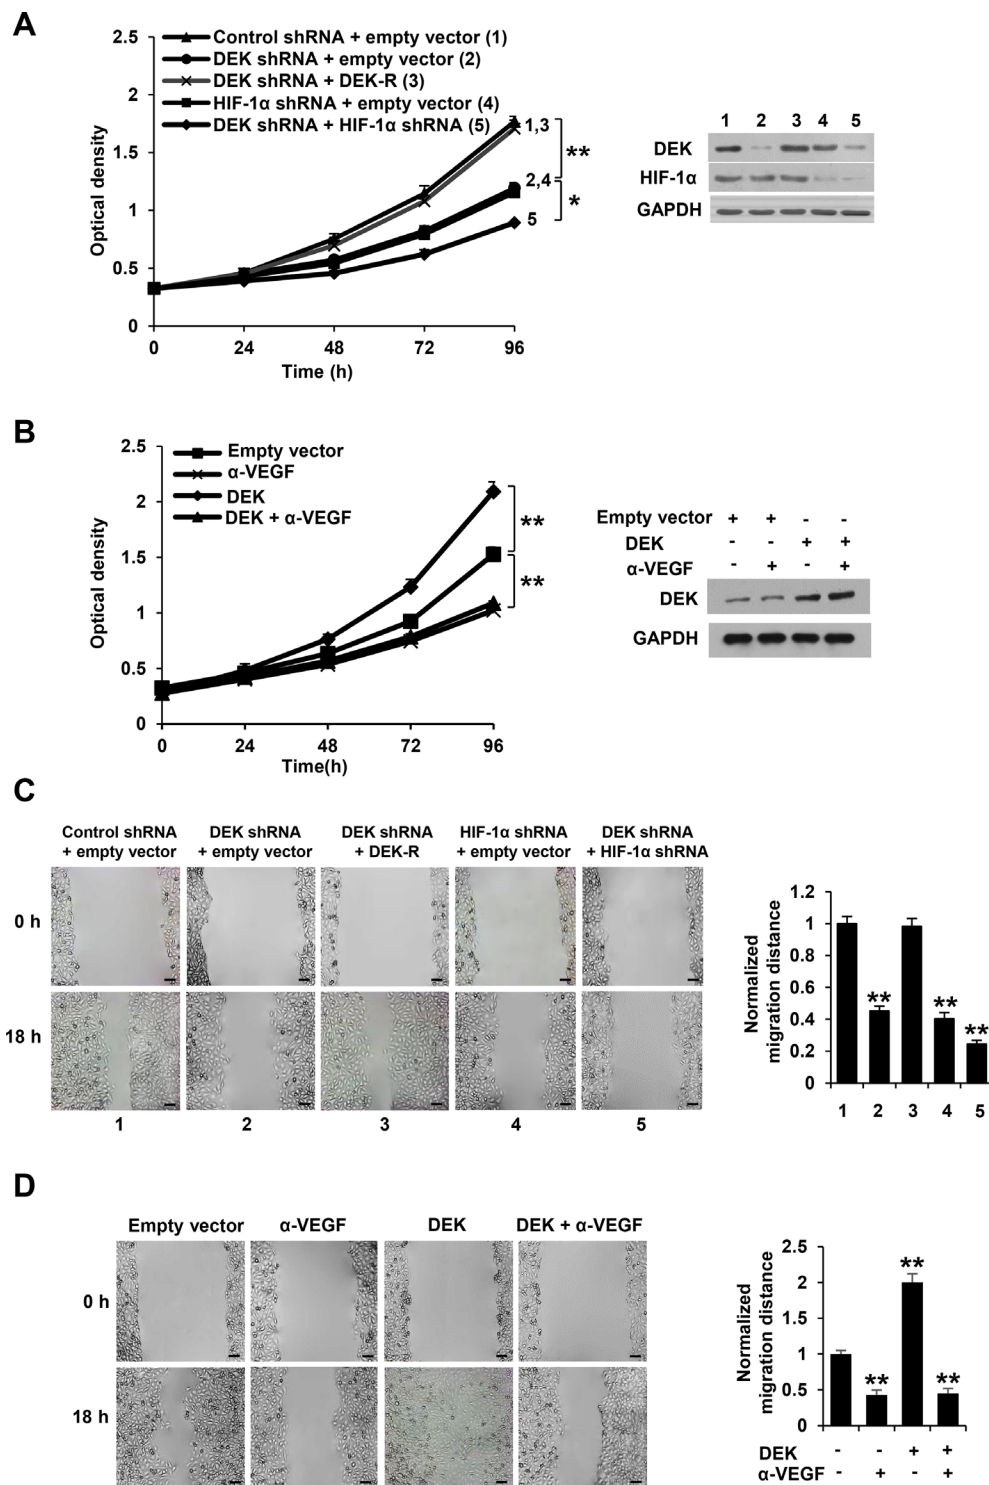 A
2.5
2
1.5
1
0.5
0
Optical density
0 24 48 72 96
Time (h)
Control shRNA + empty vector (1)
DEK shRNA + empty vector (2)
DEK shRNA + DEK-R (3)
HIF-1α shRNA + empty vector (4)
DEK shRNA + HIF-1α shRNA (5)
1,3
**
2,4
*
5
1 2 3 4 5
DEK
HIF-1α
GAPDH
B
2.5
2
1.5
1
0.5
0
Optical density
0 24 48 72 96
Time(h)
Empty vector
α-VEGF
DEK
DEK + α-VEGF
**
**
Empty vector + + - -
DEK - - + +
α-VEGF - + - +
DEK
GAPDH
C
Control shRNA
+ empty vector
DEK shRNA
+ empty vector
DEK shRNA
+ DEK-R
HIF-1α shRNA
+ empty vector
DEK shRNA
+ HIF-1α shRNA
0 h
18 h
1 2 3 4 5
Normalized
migration distance
1.2
1
0.8
0.6
0.4
0.2
0
**
**
**
1 2 3 4 5
D
Empty vector α-VEGF DEK DEK + α-VEGF
0 h
18 h
Normalized
migration distance
2.5
2
1.5
1
0.5
0
**
**
**
DEK - - + +
α-VEGF - + - +